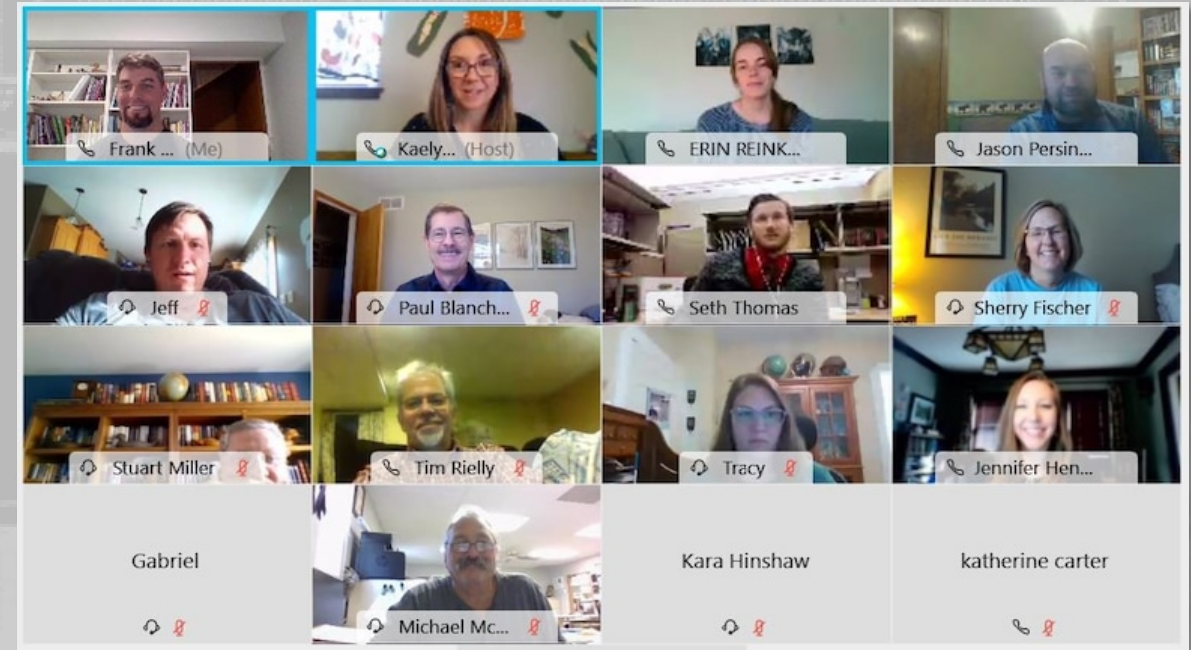 Frank ... (Me)
Kaely... (Host)
ERIN REINK...
Jason Persin...
Jeff
Paul Blanch...
Seth Thomas
Sherry Fischer
Stuart Miller
Tim Rielly
Tracy
Jennifer Hen...
Gabriel
Michael Mc...
Kara Hinshaw
katherine carter